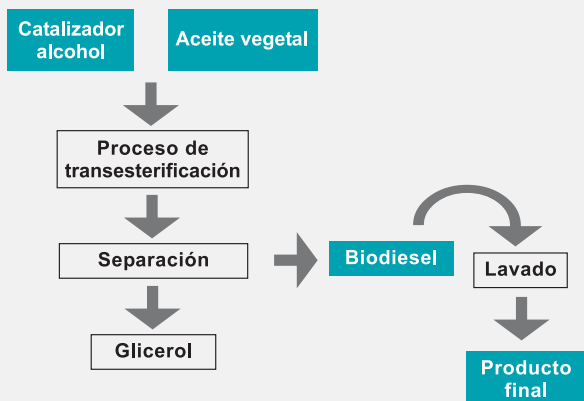 Catalizador
alcohol
Aceite vegetal
Proceso de
transesterificación
Separación
Biodiesel
Lavado
Glicerol
Producto
final